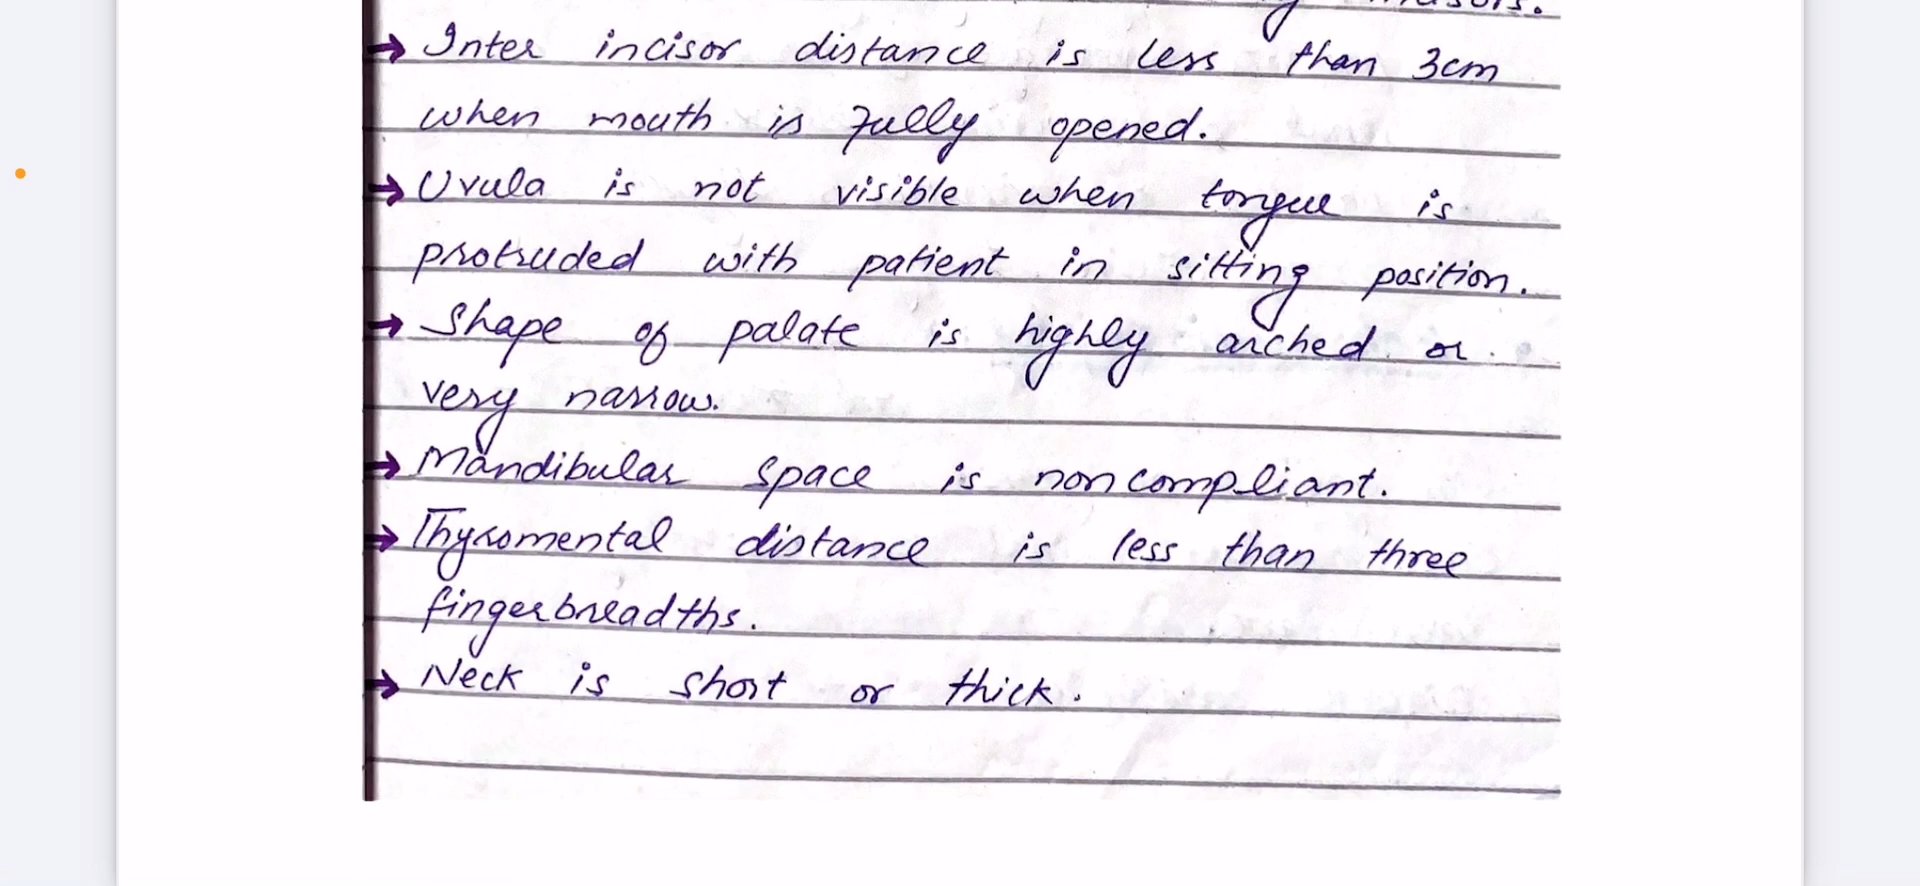 → Inter incisor distance is less than 3cm
when mouth is fully opened.
→ Uvula is not visible when tongue is
protruded with patient in sitting position.
→ Shape of palate is highly arched or
very narrow.
→ Mandibular space is noncompliant.
→ Thyromental distance is less than three
fingerbreadths.
→ Neck is short or thick.